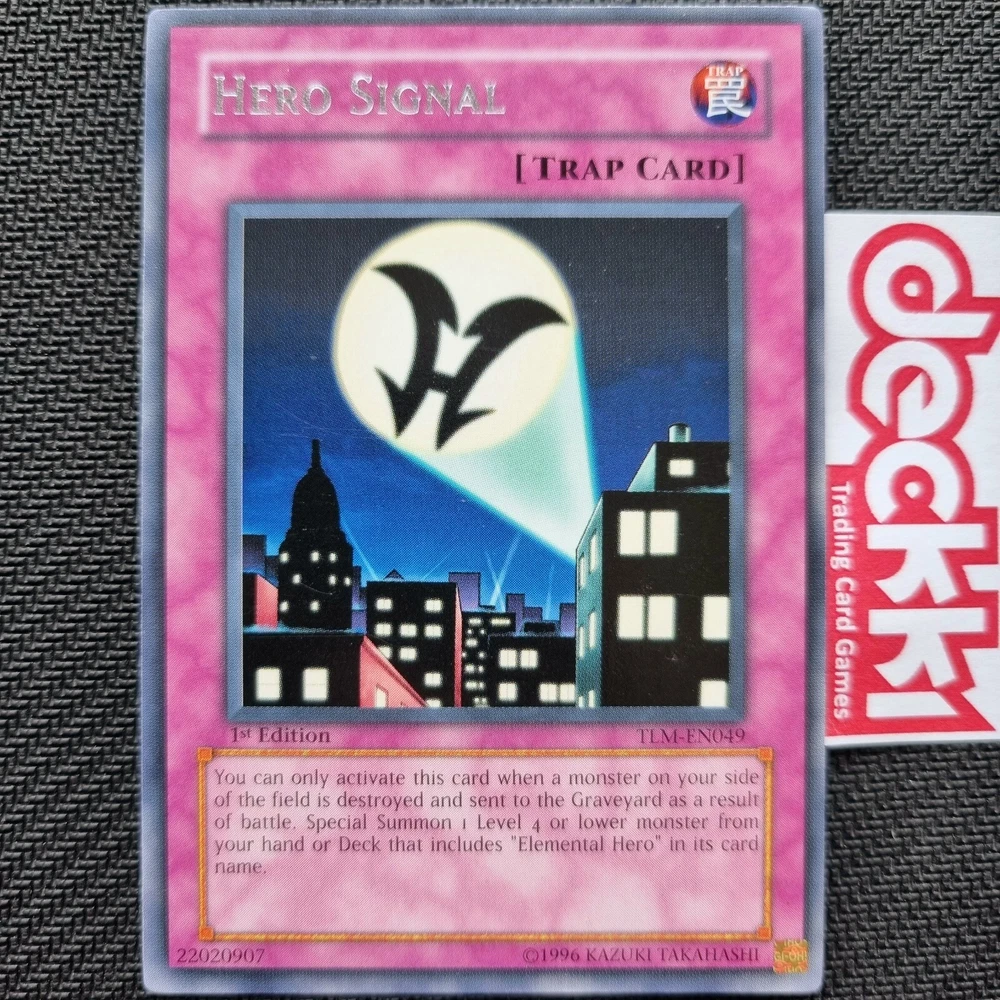 HERO SIGNAL
TRAP
罠
[TRAP CARD]
1st Edition
TLM-EN049
You can only activate this card when a monster on your side
of the field is destroyed and sent to the Graveyard as a result
of battle. Special Summon 1 Level 4 or lower monster from
your hand or Deck that includes "Elemental Hero" in its card
name.
22020907
©1996 KAZUKI TAKAHASHI
deckki
Trading Card Games